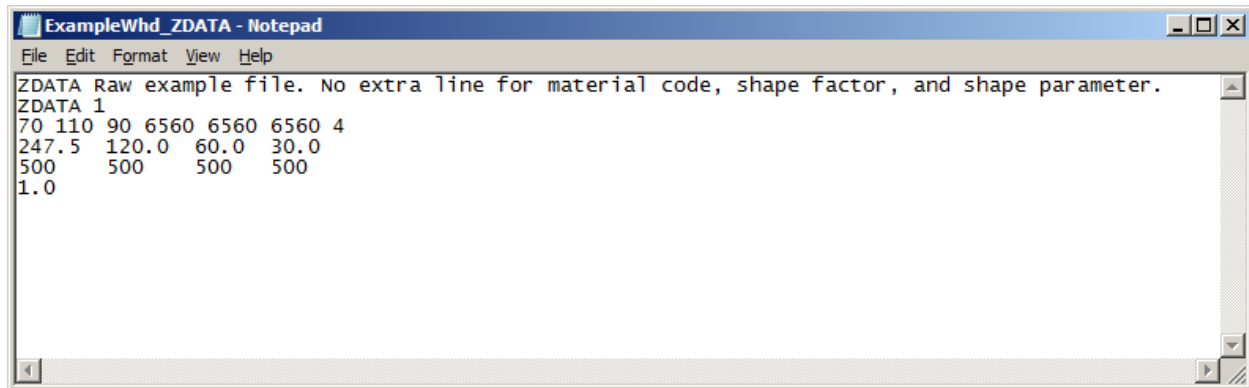 ExampleWhd_ZDATA - Notepad
File Edit Format View Help
ZDATA Raw example file. No extra line for material code, shape factor, and shape parameter.
ZDATA 1
70 110 90 6560 6560 6560 4
247.5 120.0 60.0 30.0
500 500 500 500
1.0